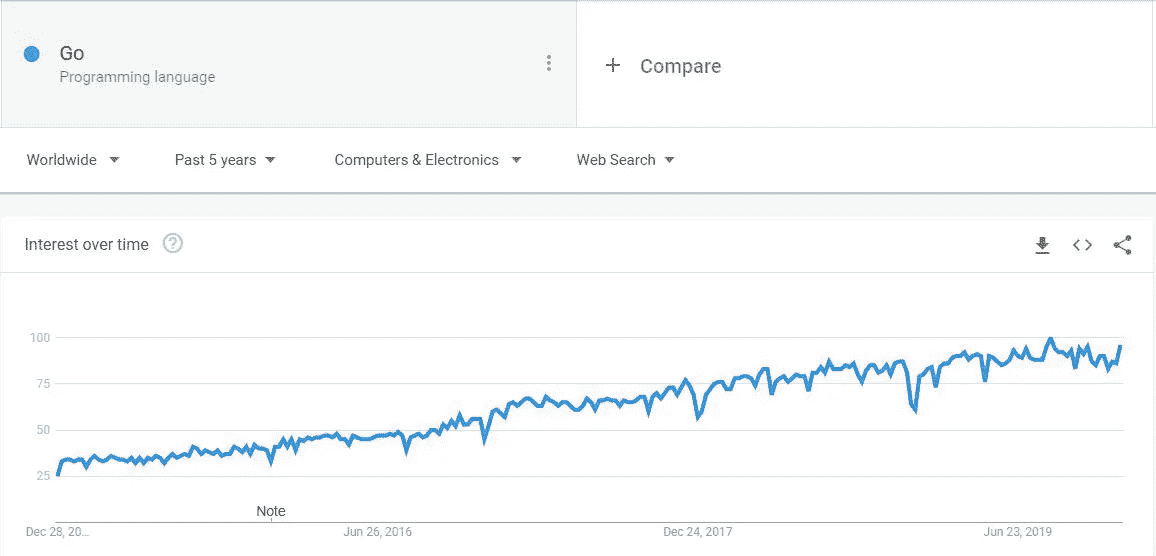 Go
Programming language
+ Compare
Worldwide
Past 5 years
Computers & Electronics
Web Search
Interest over time ?
100
75
50
25
Note
Dec 28, 20...
Jun 26, 2016
Dec 24, 2017
Jun 23, 2019